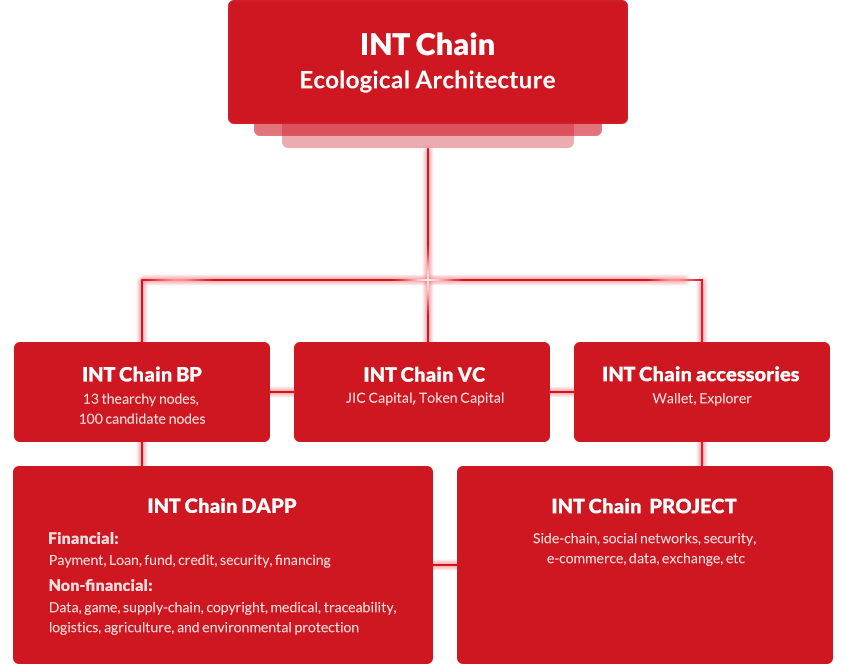 INT Chain
Ecological Architecture
INT Chain BP
13 thearchy nodes,
100 candidate nodes
INT Chain VC
JIC Capital, Token Capital
INT Chain accessories
Wallet, Explorer
INT Chain DAPP
Financial:
Payment, Loan, fund, credit, security, financing
Non-financial:
Data, game, supply-chain, copyright, medical, traceability,
logistics, agriculture, and environmental protection
INT Chain PROJECT
Side-chain, social networks, security,
e-commerce, data, exchange, etc